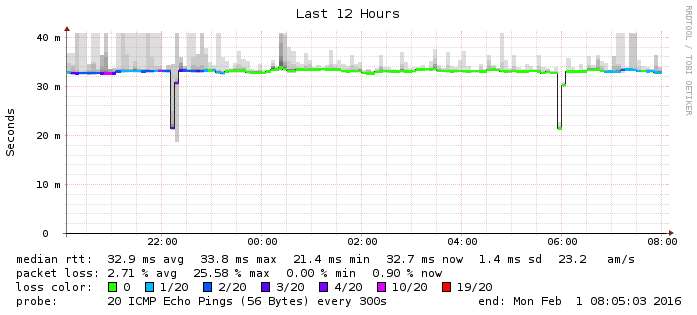 Last 12 Hours
RRDTOOL / TOBI OETIKER
Seconds
40 m
30 m
20 m
10 m
0
22:00 00:00 02:00 04:00 06:00 08:00
median rtt: 32.9 ms avg 33.8 ms max 21.4 ms min 32.7 ms now 1.4 ms sd 23.2 am/s
packet loss: 2.71 % avg 25.58 % max 0.00 % min 0.90 % now
loss color: 0 1/20 2/20 3/20 4/20 10/20 19/20
probe: 20 ICMP Echo Pings (56 Bytes) every 300s end: Mon Feb 1 08:05:03 2016